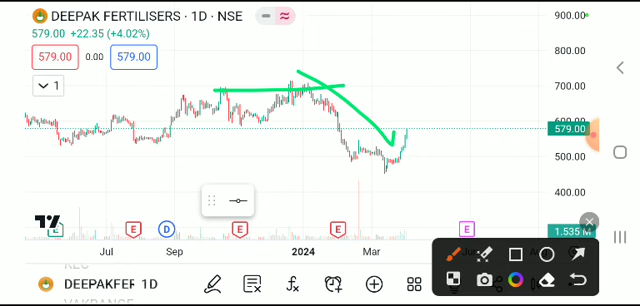 DEEPAK FERTILISERS · 1D · NSE
579.00 +22.35 (+4.02%)
579.00 0.00 579.00
1
900.00
800.00
700.00
600.00
579.00
500.00
400.00
1.535 M
E D E E E
Jul Sep 2024 Mar
DEEPAKFER 1D